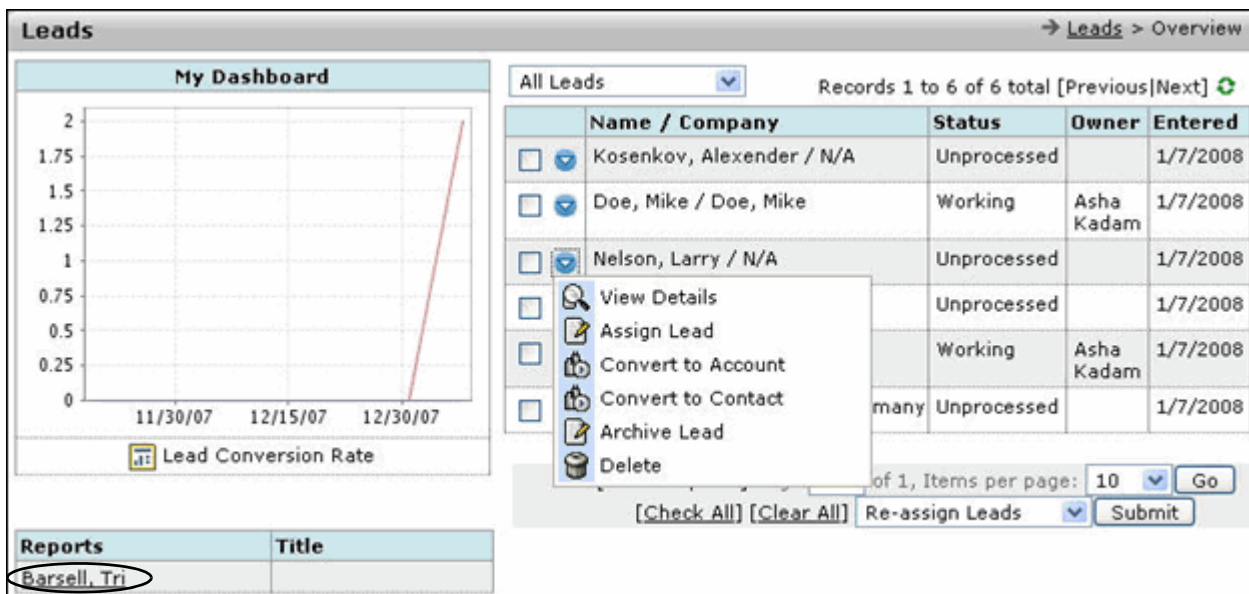 Leads
→ Leads > Overview
My Dashboard
2
1.75
1.5
1.25
1
0.75
0.5
0.25
0
11/30/07 12/15/07 12/30/07
Lead Conversion Rate
All Leads
Records 1 to 6 of 6 total [Previous|Next]
Name / Company Status Owner Entered
Kosenkov, Alexender / N/A Unprocessed 1/7/2008
Doe, Mike / Doe, Mike Working Asha Kadam 1/7/2008
Nelson, Larry / N/A Unprocessed 1/7/2008
Unprocessed 1/7/2008
Working Asha Kadam 1/7/2008
many Unprocessed 1/7/2008
View Details
Assign Lead
Convert to Account
Convert to Contact
Archive Lead
Delete
of 1, Items per page: 10 Go
[Check All] [Clear All] Re-assign Leads Submit
Reports Title
Barsell, Tri